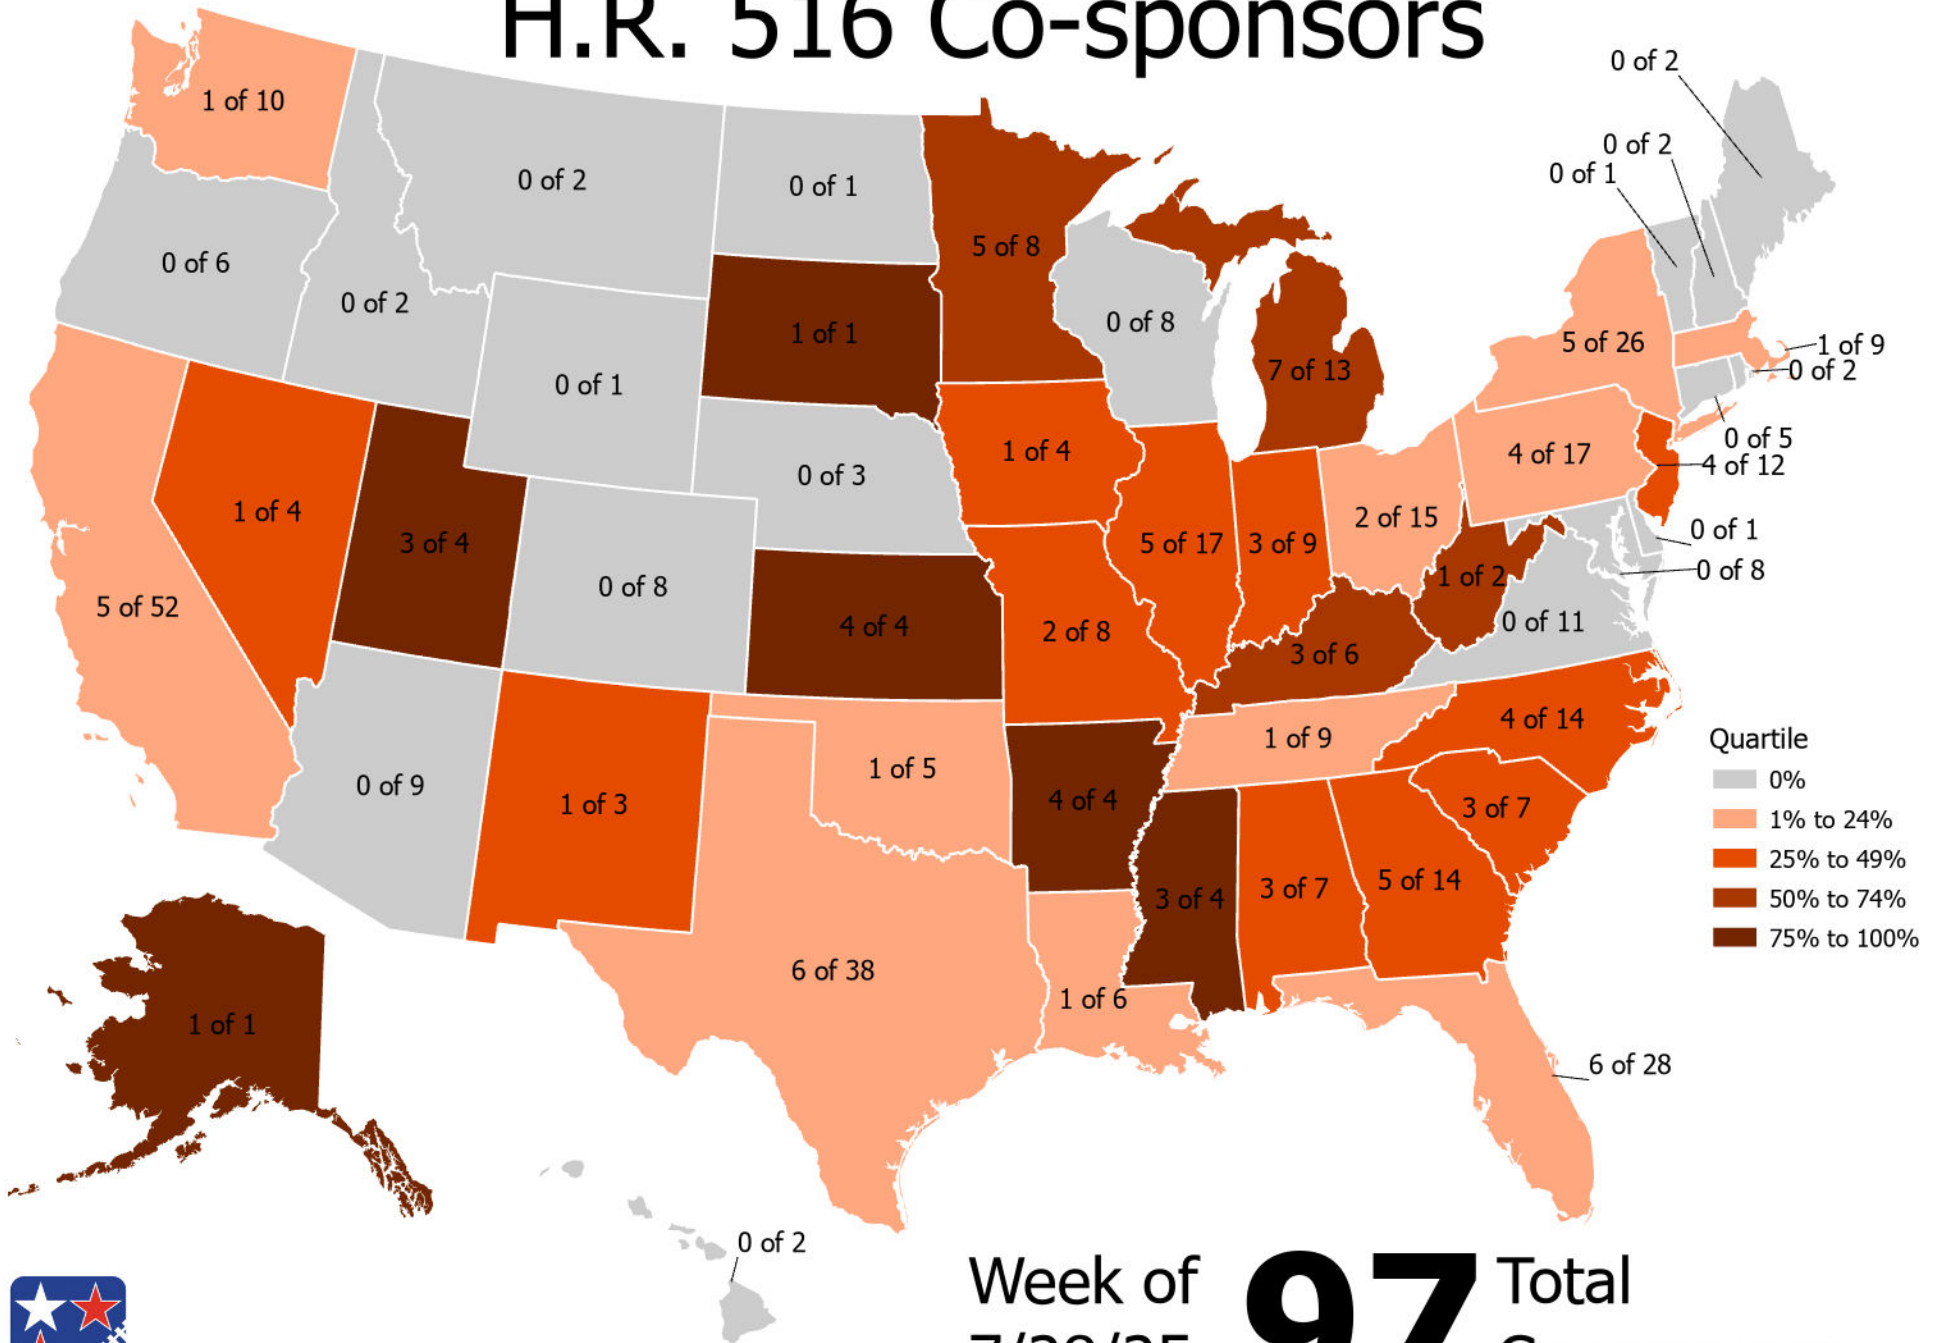 H.R. 516 Co-sponsors
0 of 2
1 of 10
0 of 2
0 of 1
0 of 2
0 of 1
0 of 1
5 of 8
0 of 6
0 of 2
0 of 8
1 of 1
5 of 26
1 of 9
0 of 2
7 of 13
0 of 1
0 of 5
1 of 4
4 of 17
4 of 12
0 of 3
1 of 4
2 of 15
0 of 1
3 of 4
5 of 17
3 of 9
0 of 8
1 of 2
0 of 8
5 of 52
4 of 4
2 of 8
0 of 11
3 of 6
4 of 14
1 of 9
0 of 9
1 of 5
1 of 3
4 of 4
3 of 7
5 of 14
3 of 7
3 of 4
6 of 38
1 of 6
1 of 1
6 of 28
0 of 2
Quartile
0%
1% to 24%
25% to 49%
50% to 74%
75% to 100%
Week of
97
Total